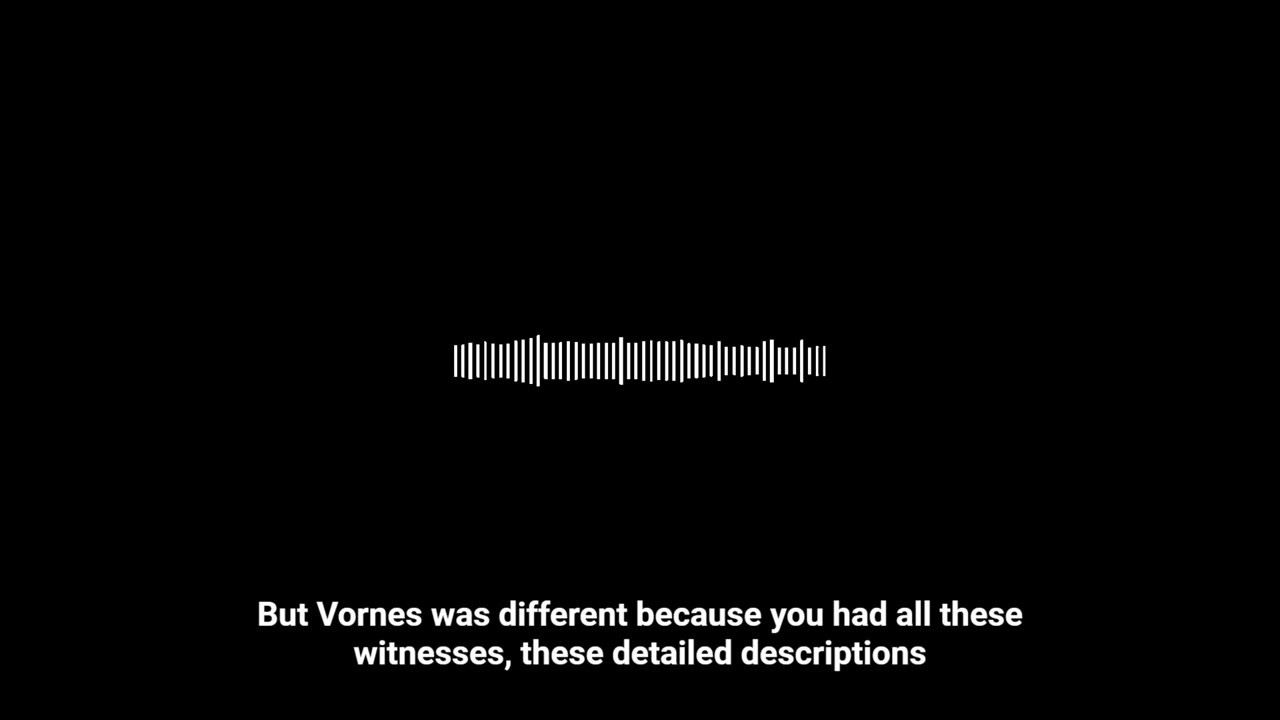 But Vornes was different because you had all these
witnesses, these detailed descriptions